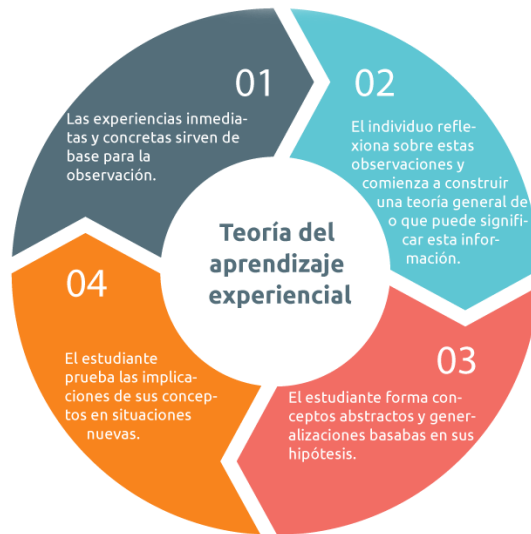 01
Las experiencias inmedia-
tas y concretas sirven de
base para la
observación.
02
El individuo refle-
xiona sobre estas
observaciones y
comienza a construir
una teoría general de
o que puede signifi-
car esta infor-
mación.
Teoría del
aprendizaje
experiencial
03
El estudiante forma con-
ceptos abstractos y gener-
alizaciones basabas en sus
hipótesis.
04
El estudiante
prueba las implica-
ciones de sus concep-
tos en situaciones
nuevas.